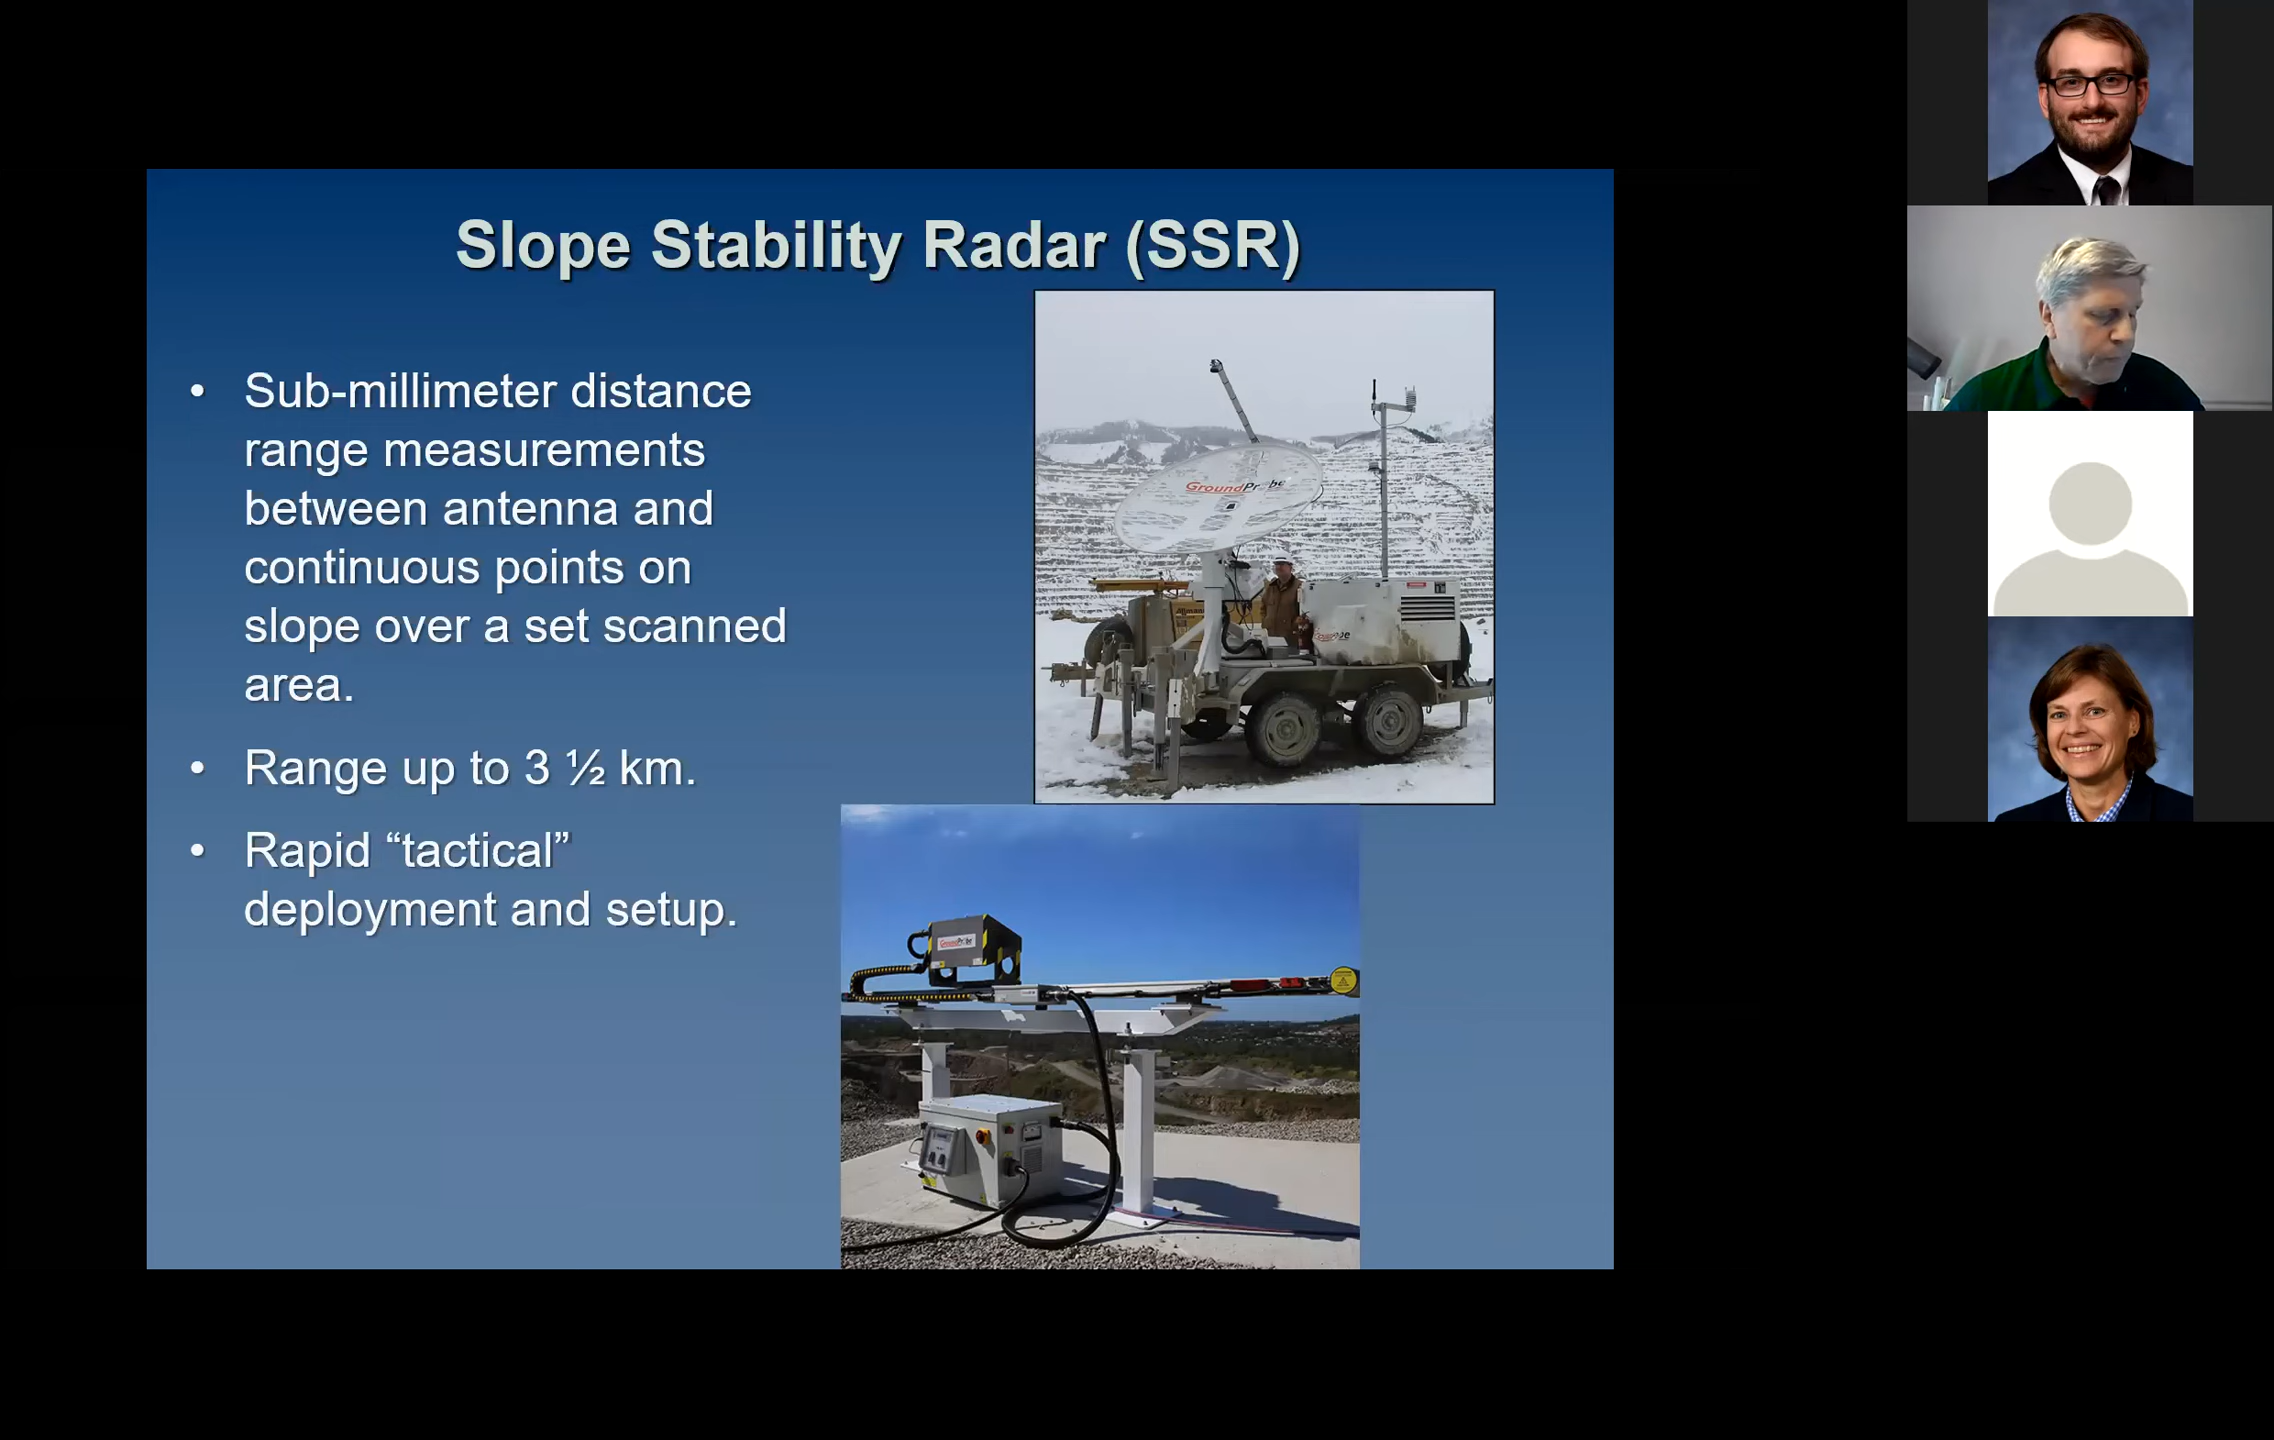 Slope Stability Radar (SSR)
• Sub-millimeter distance
range measurements
between antenna and
continuous points on
slope over a set scanned
area.
• Range up to 3 ½ km.
• Rapid “tactical”
deployment and setup.
GroundProbe
GroundProbe